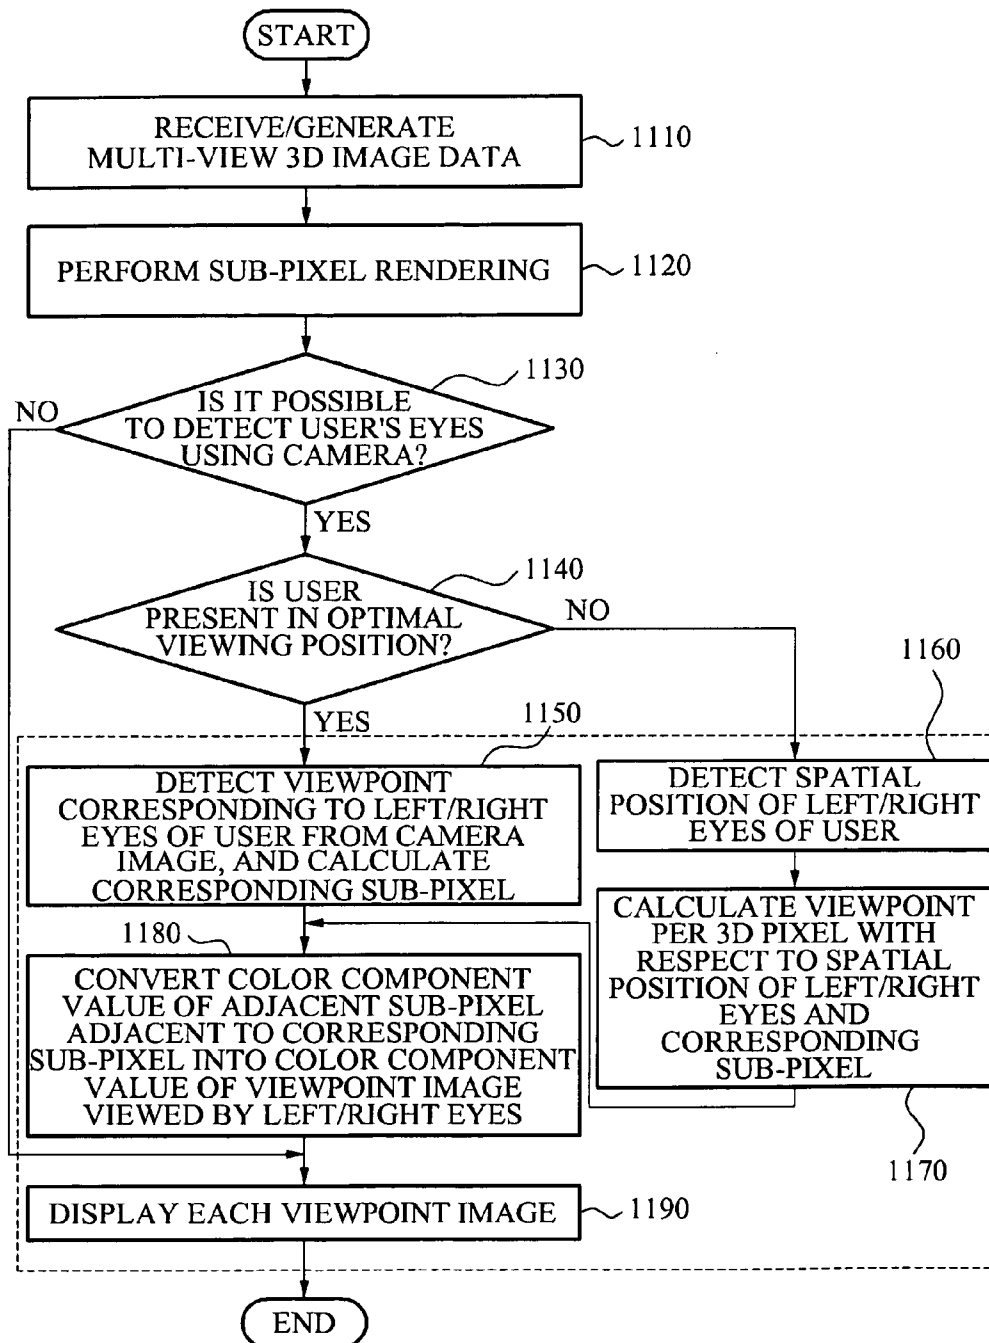 START
RECEIVE/GENERATE
MULTI-VIEW 3D IMAGE DATA
1110
PERFORM SUB-PIXEL RENDERING
1120
1130
IS IT POSSIBLE
TO DETECT USER'S EYES
USING CAMERA?
NO
YES
1140
IS USER
PRESENT IN OPTIMAL
VIEWING POSITION?
NO
YES
1150
DETECT VIEWPOINT
CORRESPONDING TO LEFT/RIGHT
EYES OF USER FROM CAMERA
IMAGE, AND CALCULATE
CORRESPONDING SUB-PIXEL
1160
DETECT SPATIAL
POSITION OF LEFT/RIGHT
EYES OF USER
CALCULATE VIEWPOINT
PER 3D PIXEL WITH
RESPECT TO SPATIAL
POSITION OF LEFT/RIGHT
EYES AND
CORRESPONDING
SUB-PIXEL
1170
1180
CONVERT COLOR COMPONENT
VALUE OF ADJACENT SUB-PIXEL
ADJACENT TO CORRESPONDING
SUB-PIXEL INTO COLOR COMPONENT
VALUE OF VIEWPOINT IMAGE
VIEWED BY LEFT/RIGHT EYES
DISPLAY EACH VIEWPOINT IMAGE
1190
END